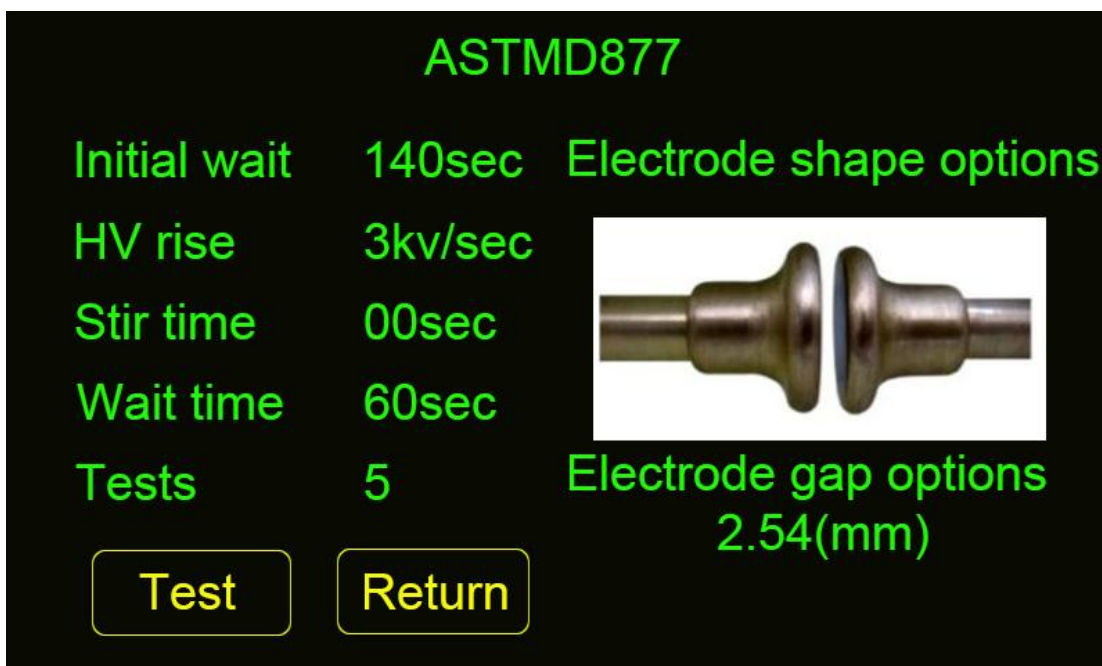 ASTMD877
Initial wait 140sec
HV rise 3kv/sec
Stir time 00sec
Wait time 60sec
Tests 5
Electrode shape options
Electrode gap options
2.54(mm)
Test
Return